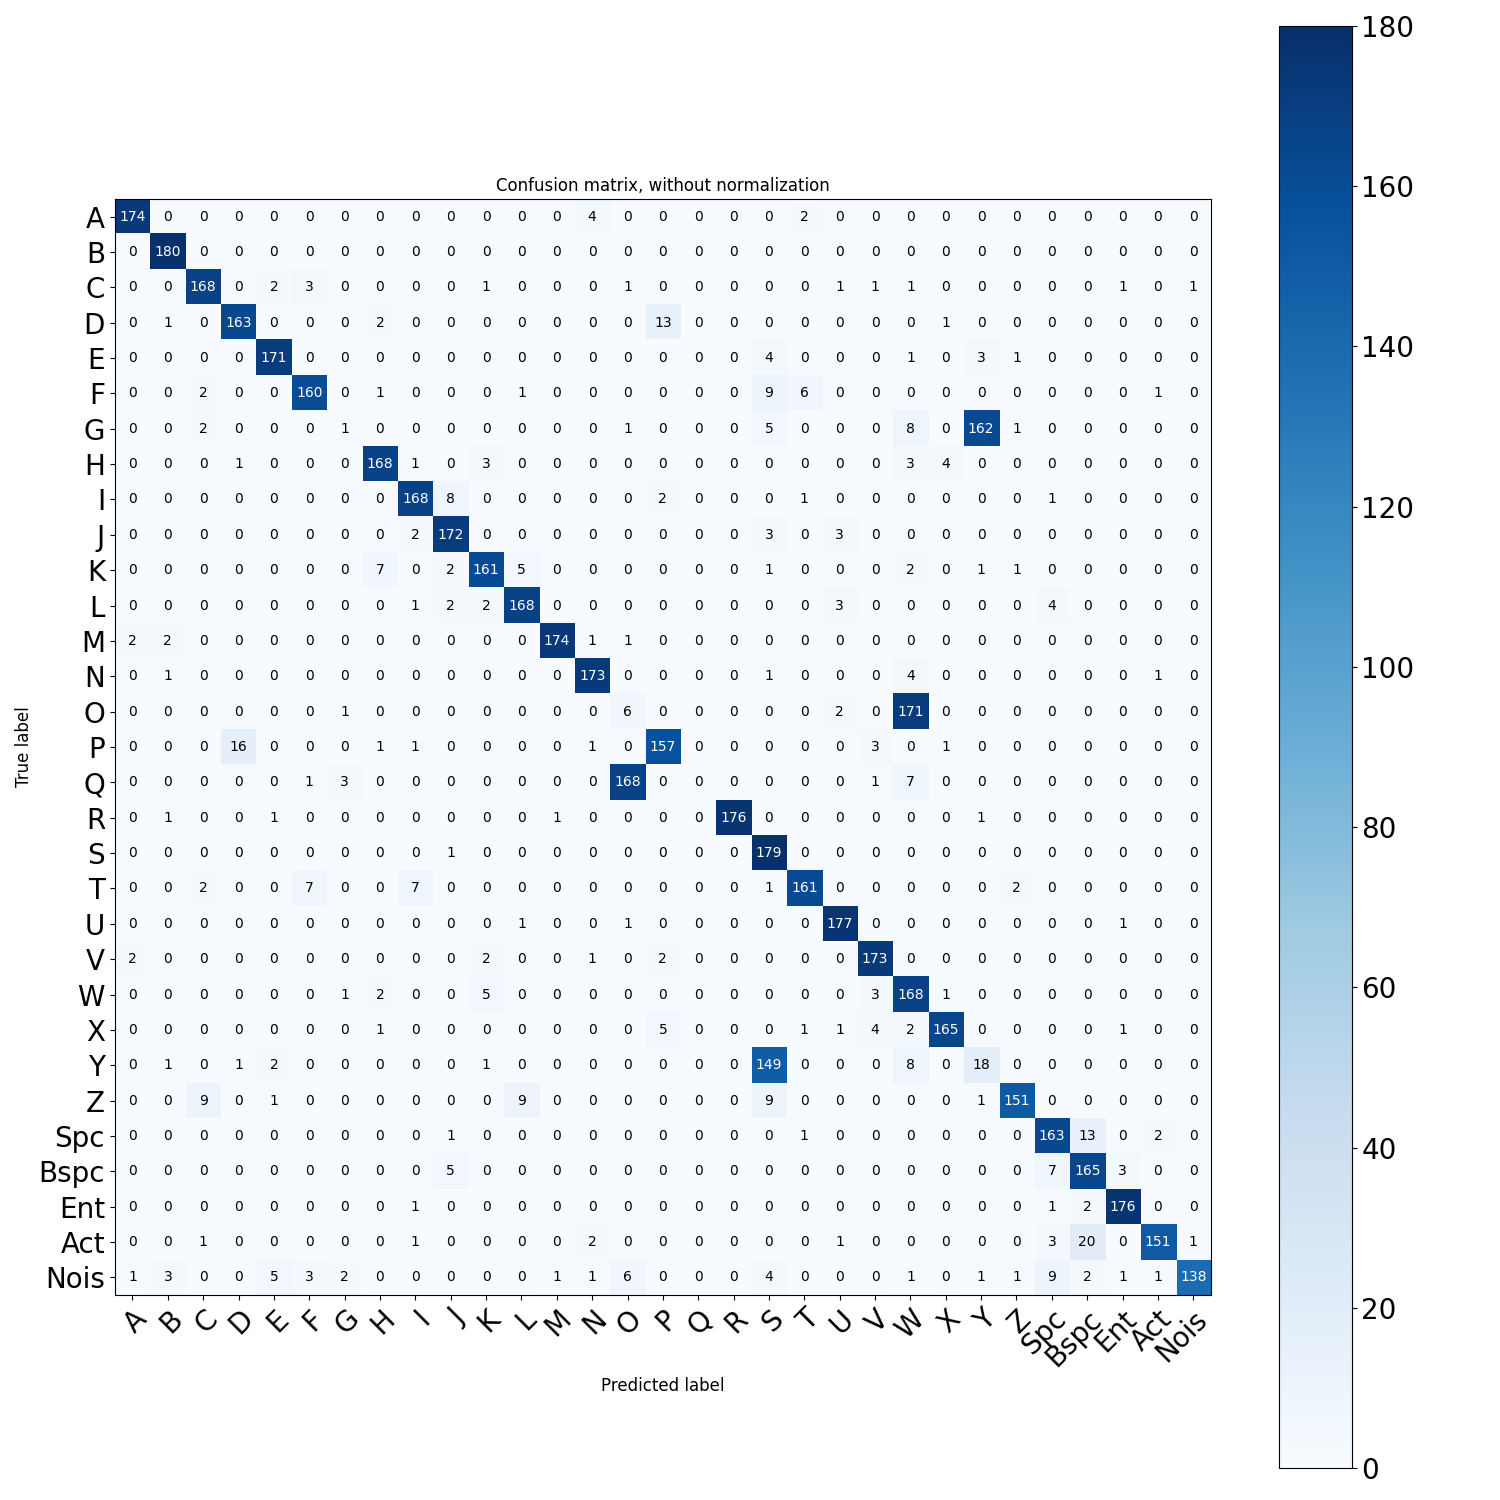 Confusion matrix, without normalization
A 174 0 0 0 0 0 0 0 0 0 0 0 0 4 0 0 0 0 0 2 0 0 0 0 0 0 0 0 0 0 0
B 0 180 0 0 0 0 0 0 0 0 0 0 0 0 0 0 0 0 0 0 0 0 0 0 0 0 0 0 0 0 0
C 0 0 168 0 2 3 0 0 0 0 1 0 0 0 1 0 0 0 0 0 1 1 1 0 0 0 0 0 1 0 1
D 0 1 0 163 0 0 0 2 0 0 0 0 0 0 0 13 0 0 0 0 0 0 0 1 0 0 0 0 0 0 0
E 0 0 0 0 171 0 0 0 0 0 0 0 0 0 0 0 0 0 4 0 0 0 1 0 3 1 0 0 0 0 0
F 0 0 2 0 0 160 0 1 0 0 0 1 0 0 0 0 0 0 9 6 0 0 0 0 0 0 0 0 0 1 0
G 0 0 2 0 0 0 1 0 0 0 0 0 0 0 1 0 0 0 5 0 0 0 8 0 162 1 0 0 0 0 0
H 0 0 0 1 0 0 0 168 1 0 3 0 0 0 0 0 0 0 0 0 0 0 3 4 0 0 0 0 0 0 0
I 0 0 0 0 0 0 0 0 168 8 0 0 0 0 0 2 0 0 0 1 0 0 0 0 0 0 1 0 0 0 0
J 0 0 0 0 0 0 0 0 2 172 0 0 0 0 0 0 0 0 3 0 3 0 0 0 0 0 0 0 0 0 0
K 0 0 0 0 0 0 0 7 0 2 161 5 0 0 0 0 0 0 1 0 0 0 2 0 1 1 0 0 0 0 0
L 0 0 0 0 0 0 0 0 1 2 2 168 0 0 0 0 0 0 0 0 3 0 0 0 0 0 4 0 0 0 0
M 2 2 0 0 0 0 0 0 0 0 0 0 174 1 1 0 0 0 0 0 0 0 0 0 0 0 0 0 0 0 0
N 0 1 0 0 0 0 0 0 0 0 0 0 0 173 0 0 0 0 1 0 0 0 4 0 0 0 0 0 0 1 0
O 0 0 0 0 0 0 1 0 0 0 0 0 0 0 6 0 0 0 0 0 2 0 171 0 0 0 0 0 0 0 0
P 0 0 0 16 0 0 0 1 1 0 0 0 0 1 0 157 0 0 0 0 0 3 0 1 0 0 0 0 0 0 0
Q 0 0 0 0 0 1 3 0 0 0 0 0 0 0 168 0 0 0 0 0 0 1 7 0 0 0 0 0 0 0 0
R 0 1 0 0 1 0 0 0 0 0 0 0 1 0 0 0 0 176 0 0 0 0 0 0 1 0 0 0 0 0 0
S 0 0 0 0 0 0 0 0 0 1 0 0 0 0 0 0 0 0 179 0 0 0 0 0 0 0 0 0 0 0 0
T 0 0 2 0 0 7 0 0 7 0 0 0 0 0 0 0 0 0 1 161 0 0 0 0 0 2 0 0 0 0 0
U 0 0 0 0 0 0 0 0 0 0 0 1 0 0 1 0 0 0 0 0 177 0 0 0 0 0 0 0 1 0 0
V 2 0 0 0 0 0 0 0 0 0 2 0 0 1 0 2 0 0 0 0 0 173 0 0 0 0 0 0 0 0 0
W 0 0 0 0 0 0 1 2 0 0 5 0 0 0 0 0 0 0 0 0 0 3 168 1 0 0 0 0 0 0 0
X 0 0 0 0 0 0 0 1 0 0 0 0 0 0 0 5 0 0 0 1 1 4 2 165 0 0 0 0 1 0 0
Y 0 1 0 1 2 0 0 0 0 0 1 0 0 0 0 0 0 0 149 0 0 0 8 0 18 0 0 0 0 0 0
Z 0 0 9 0 1 0 0 0 0 0 0 9 0 0 0 0 0 0 9 0 0 0 0 0 1 151 0 0 0 0 0
Spc 0 0 0 0 0 0 0 0 0 1 0 0 0 0 0 0 0 0 0 1 0 0 0 0 0 0 163 13 0 2 0
Bspc 0 0 0 0 0 0 0 0 0 5 0 0 0 0 0 0 0 0 0 0 0 0 0 0 0 0 7 165 3 0 0
Ent 0 0 0 0 0 0 0 0 1 0 0 0 0 0 0 0 0 0 0 0 0 0 0 0 0 0 1 2 176 0 0
Act 0 0 1 0 0 0 0 0 1 0 0 0 0 2 0 0 0 0 0 0 1 0 0 0 0 0 3 20 0 151 1
Nois 1 3 0 0 5 3 2 0 0 0 0 0 1 1 6 0 0 0 4 0 0 0 1 0 1 1 9 2 1 1 138
A B C D E F G H I J K L M N O P Q R S T U V W X Y Z Spc Bspc Ent Act Nois
Predicted label
True label
180
160
140
120
100
80
60
40
20
0